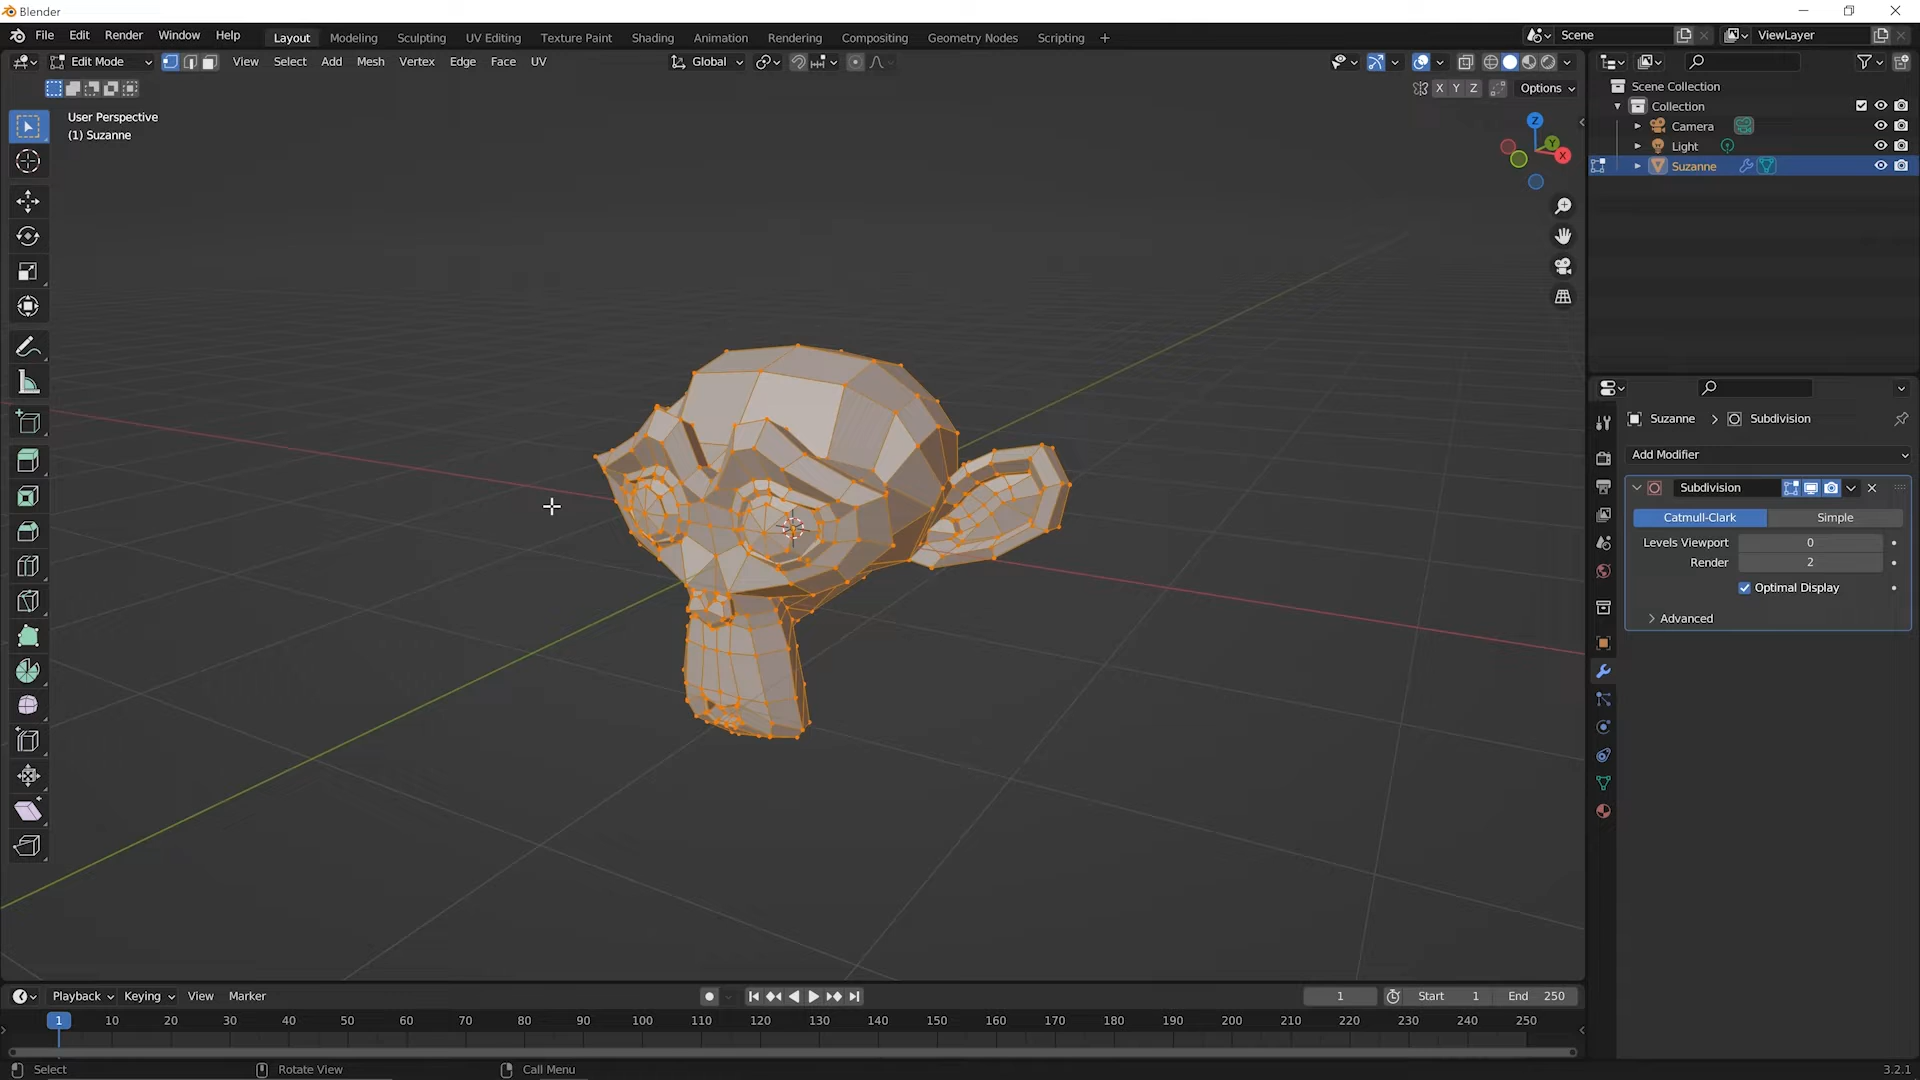 Blender
File Edit Render Window Help Layout Modeling Sculpting UV Editing Texture Paint Shading Animation Rendering Compositing Geometry Nodes Scripting + Scene ViewLayer
Edit Mode View Select Add Mesh Vertex Edge Face UV Global
X Y Z Options
User Perspective
(1) Suzanne
Z
Y
X
Scene Collection
Collection
Camera
Light
Suzanne
Suzanne > Subdivision
Add Modifier
Subdivision
Catmull-Clark Simple
Levels Viewport 0
Render 2
Optimal Display
Advanced
Playback Keying View Marker 1 Start 1 End 250
1 10 20 30 40 50 60 70 80 90 100 110 120 130 140 150 160 170 180 190 200 210 220 230 240 250
Select Rotate View Call Menu 3.2.1